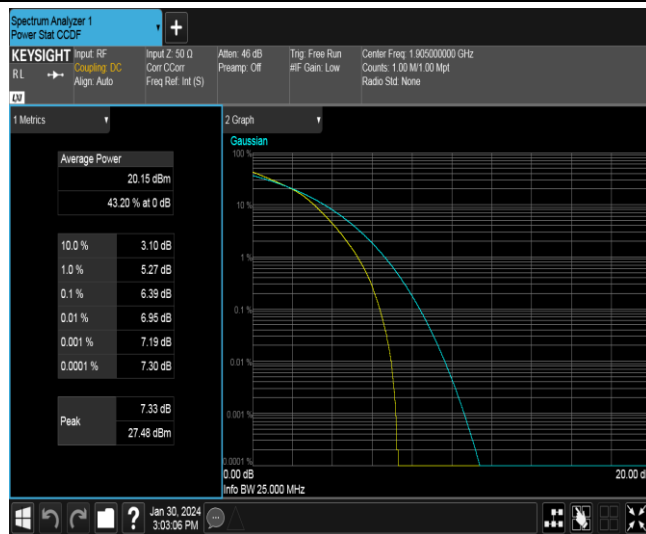 Spectrum Analyzer 1
Power Stat CCDF
+
KEYSIGHT
RL
LXI
Input: RF
Coupling: DC
Align: Auto
Input Z: 50 Ω
Corr CCorr
Freq Ref: Int (S)
Atten: 46 dB
Preamp: Off
Trig: Free Run
#IF Gain: Low
Center Freq: 1.905000000 GHz
Counts: 1.00 M/1.00 Mpt
Radio Std: None
1 Metrics
Average Power
20.15 dBm
43.20 % at 0 dB
10.0 % 3.10 dB
1.0 % 5.27 dB
0.1 % 6.39 dB
0.01 % 6.95 dB
0.001 % 7.19 dB
0.0001 % 7.30 dB
Peak
7.33 dB
27.48 dBm
2 Graph
Gaussian
100 %
10 %
1 %
0.1 %
0.01 %
0.001 %
0.0001 %
0.00 dB
20.00 d
Info BW 25.000 MHz
?
Jan 30, 2024
3:03:06 PM